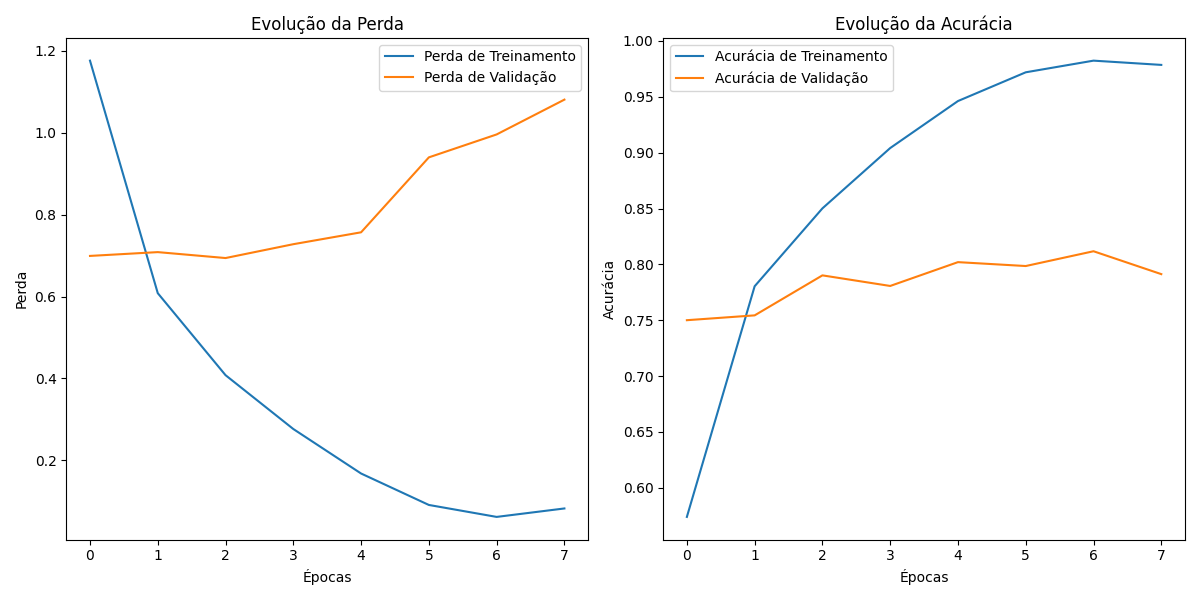 Evolução da Perda
Perda de Treinamento
Perda de Validação
1.2
1.0
0.8
0.6
0.4
0.2
Perda
0 1 2 3 4 5 6 7
Épocas
Evolução da Acurácia
Acurácia de Treinamento
Acurácia de Validação
1.00
0.95
0.90
0.85
0.80
0.75
0.70
0.65
0.60
Acurácia
0 1 2 3 4 5 6 7
Épocas